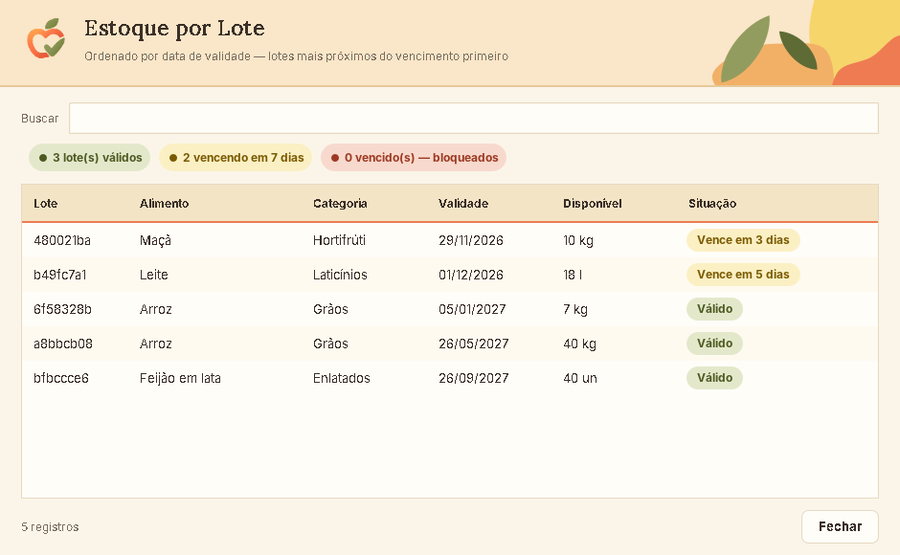 Estoque por Lote
Ordenado por data de validade — lotes mais próximos do vencimento primeiro
Buscar
3 lote(s) válidos 2 vencendo em 7 dias 0 vencido(s) — bloqueados
Lote Alimento Categoria Validade Disponível Situação
480021ba Maçã Hortifrúti 29/11/2026 10 kg Vence em 3 dias
b49fc7a1 Leite Laticínios 01/12/2026 18 l Vence em 5 dias
6f58328b Arroz Grãos 05/01/2027 7 kg Válido
a8bbcb08 Arroz Grãos 26/05/2027 40 kg Válido
bfbccce6 Feijão em lata Enlatados 26/09/2027 40 un Válido
5 registros Fechar